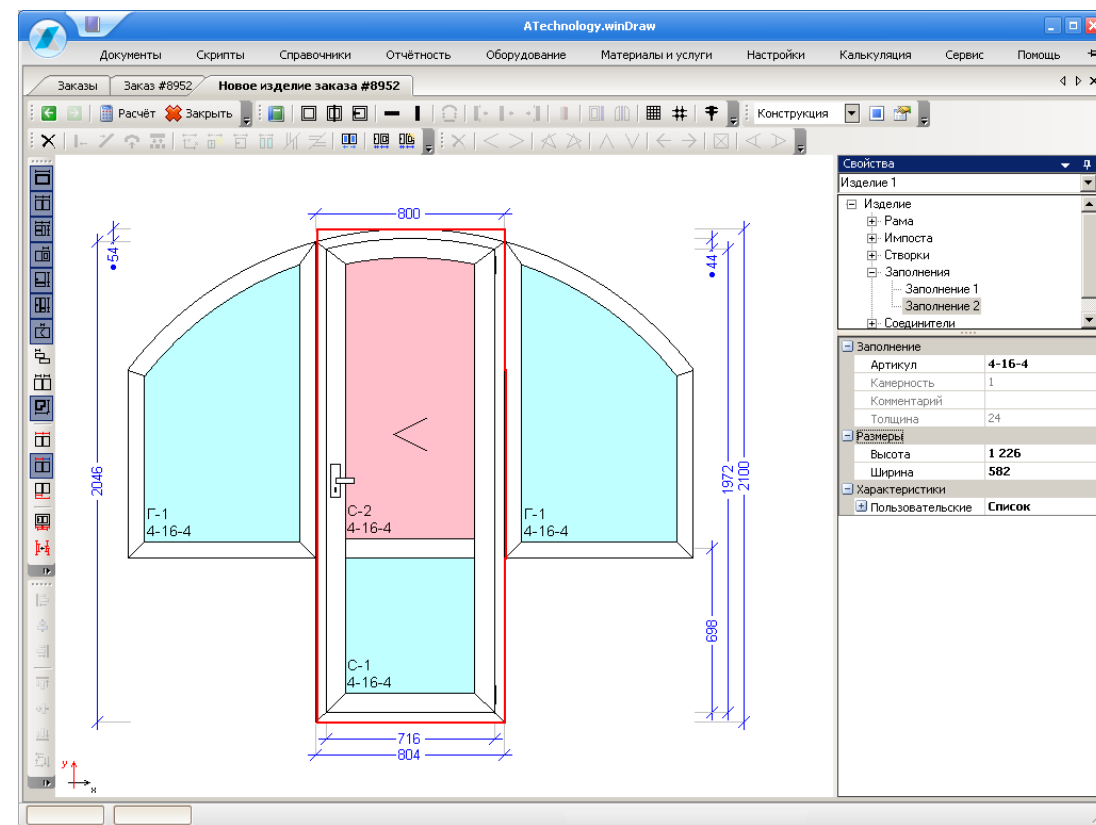 ATechnology.winDraw
Документы Скрипты Справочники Отчётность Оборудование Материалы и услуги Настройки Калькуляция Сервис Помощь
Заказы Заказ #8952 Новое изделие заказа #8952
Расчёт Закрыть Конструкция
Свойства
Изделие 1
Изделие
Рама
Импоста
Створки
Заполнения
Заполнение 1
Заполнение 2
Соединители
Заполнение
Артикул 4-16-4
Камерность 1
Комментарий
Толщина 24
Размеры
Высота 1 226
Ширина 582
Характеристики
Пользовательские Список
800
54
44
2046
1972
2100
Г-1
4-16-4
С-2
4-16-4
Г-1
4-16-4
698
С-1
4-16-4
716
804
y
x